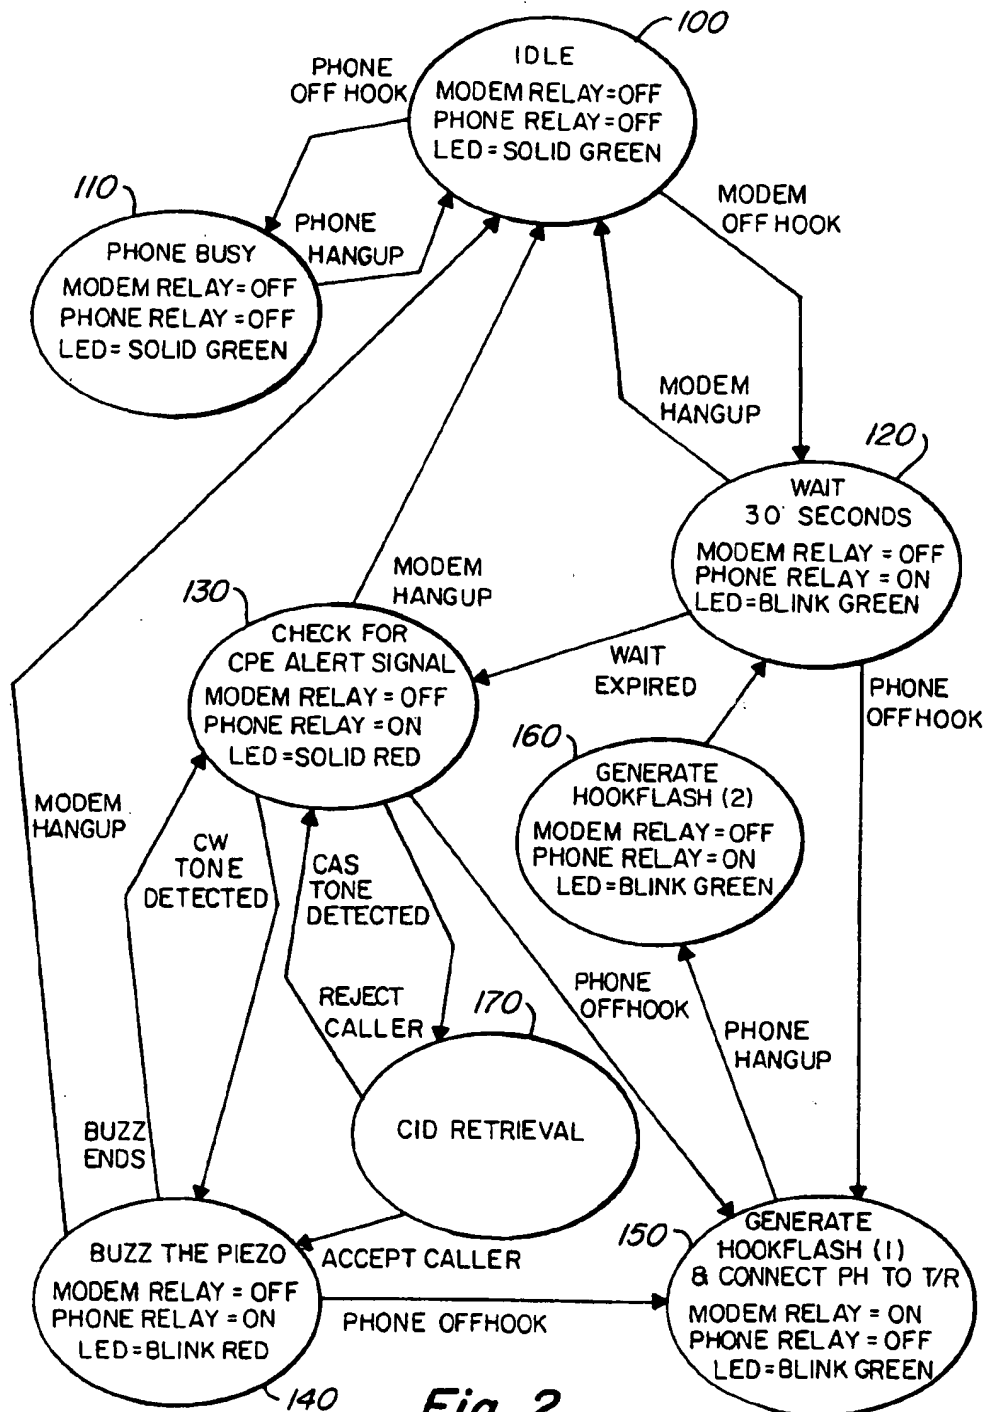 100
IDLE
MODEM RELAY=OFF
PHONE RELAY=OFF
LED=SOLID GREEN
PHONE
OFF HOOK
110
PHONE BUSY
MODEM RELAY=OFF
PHONE RELAY=OFF
LED=SOLID GREEN
PHONE
HANGUP
MODEM
OFF HOOK
MODEM
HANGUP
120
WAIT
30 SECONDS
MODEM RELAY = OFF
PHONE RELAY=ON
LED=BLINK GREEN
MODEM
HANGUP
130
CHECK FOR
CPE ALERT SIGNAL
MODEM RELAY = OFF
PHONE RELAY = ON
LED=SOLID RED
WAIT
EXPIRED
PHONE
OFFHOOK
160
GENERATE
HOOKFLASH (2)
MODEM RELAY=OFF
PHONE RELAY=ON
LED=BLINK GREEN
MODEM
HANGUP
CW
TONE
DETECTED
CAS
TONE
DETECTED
PHONE
OFFHOOK
REJECT
CALLER
170
CID RETRIEVAL
PHONE
HANGUP
BUZZ
ENDS
BUZZ THE PIEZO
MODEM RELAY = OFF
PHONE RELAY=ON
LED=BLINK RED
140
ACCEPT CALLER
PHONE OFFHOOK
150
GENERATE
HOOKFLASH (1)
& CONNECT PH TO T/R
MODEM RELAY = ON
PHONE RELAY = OFF
LED=BLINK GREEN
Fig. 2